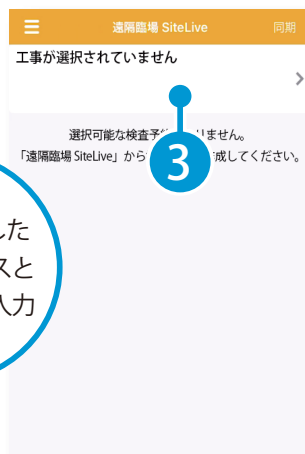 遠隔臨場 SiteLive
同期
工事が選択されていません
選択可能な検査予 りません。
「遠隔臨場 SiteLive」から 成してください。
3
した
スと
入力